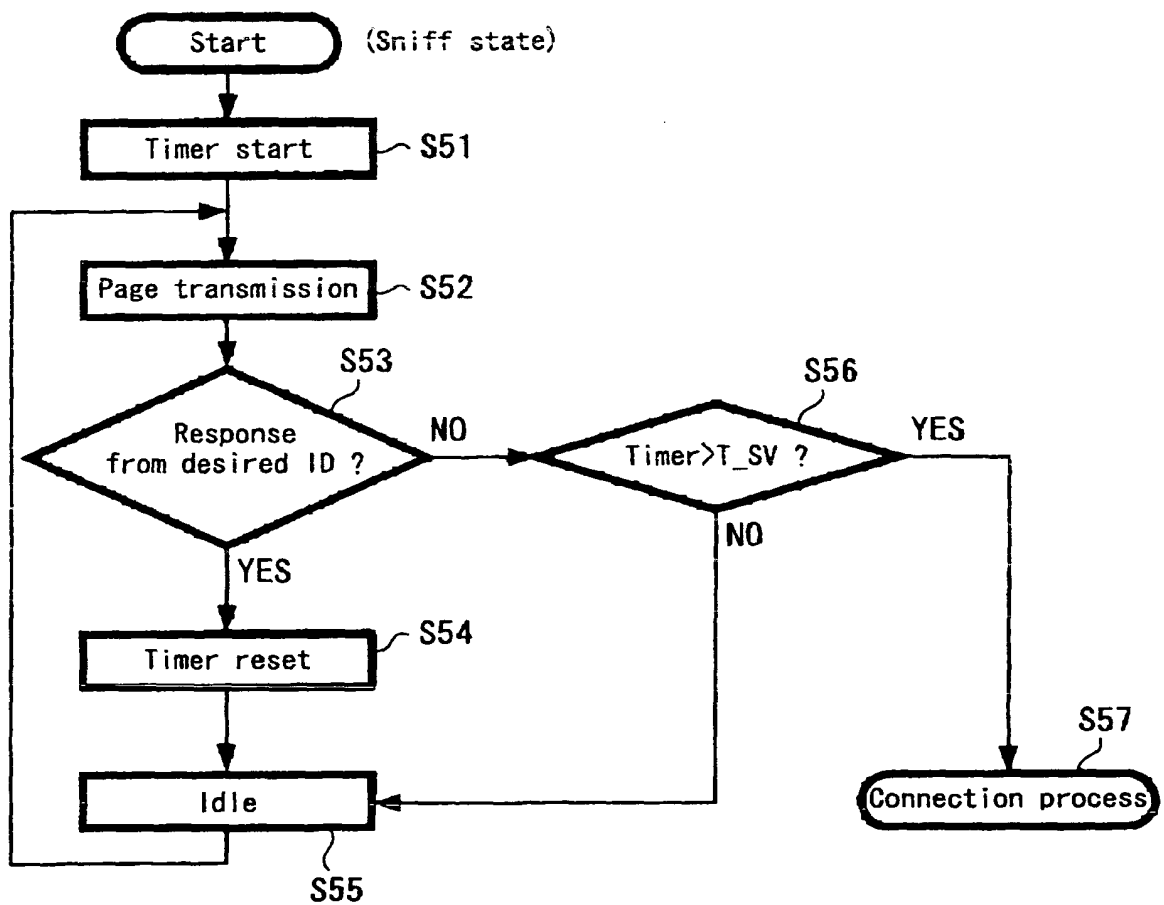 Start
(Sniff state)
Timer start
S51
Page transmission
S52
S53
Response
from desired ID ?
NO
S56
Timer>T_SV ?
YES
NO
YES
Timer reset
S54
Idle
S55
S57
Connection process